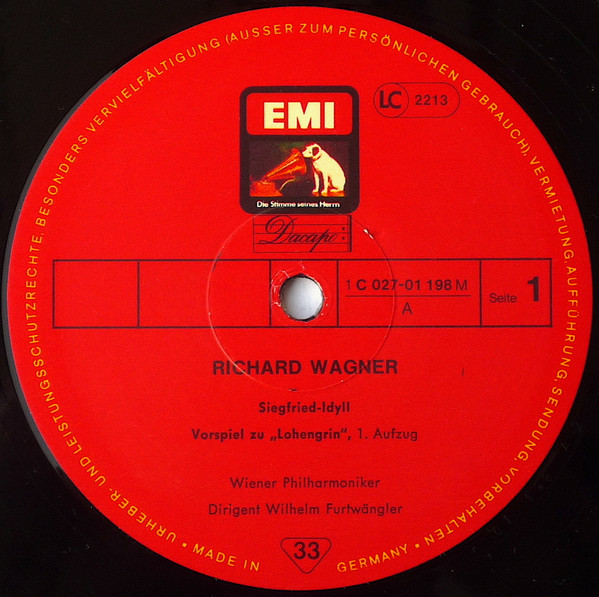 URHEBER- UND LEISTUNGSSCHUTZRECHTE, BESONDERS VERVIELFÄLTIGUNG (AUSSER ZUM PERSÖNLICHEN GEBRAUCH), VERMIETUNG, AUFFÜHRUNG, SENDUNG, VORBEHALTEN • MADE IN GERMANY •
EMI
LC 2213
Die Stimme seines Herrn
Dacapo
1 C 027-01 198 M
A
Seite 1
RICHARD WAGNER
Siegfried-Idyll
Vorspiel zu „Lohengrin“, 1. Aufzug
Wiener Philharmoniker
Dirigent Wilhelm Furtwängler
33